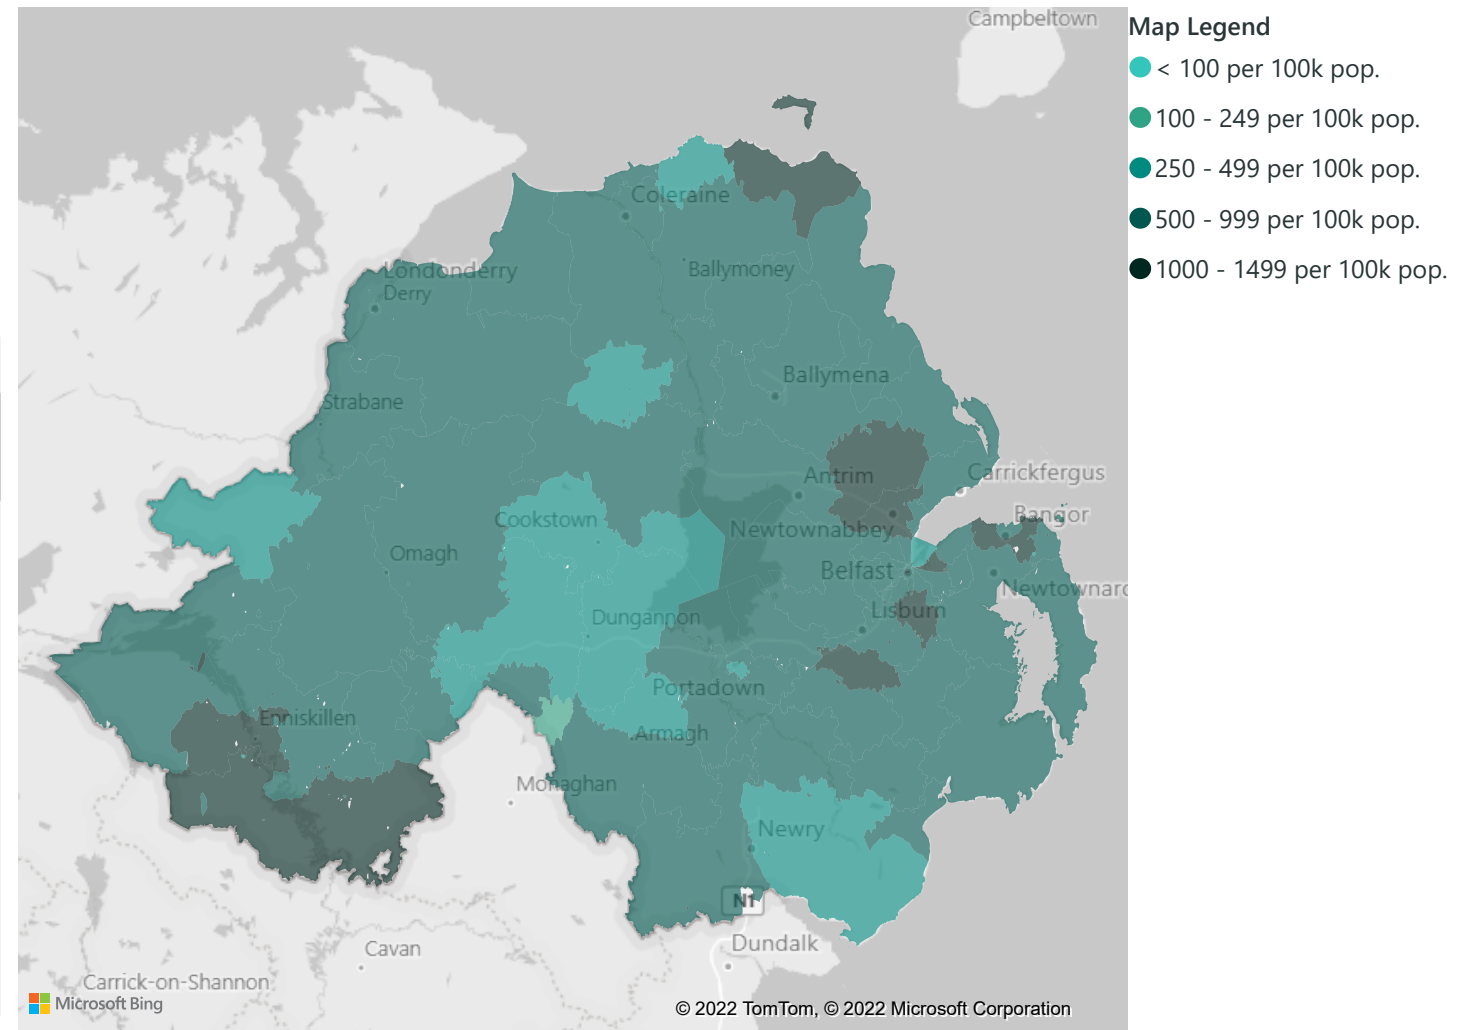 Campbeltown
Map Legend
< 100 per 100k pop.
100 - 249 per 100k pop.
250 - 499 per 100k pop.
500 - 999 per 100k pop.
1000 - 1499 per 100k pop.
Coleraine
Londonderry
Derry
Ballymoney
Ballymena
Strabane
Antrim
Carrickfergus
Bangor
Cookstown
Newtownabbey
Omagh
Belfast
Newtownard
Dungannon
Lisburn
Portadown
Enniskillen
Armagh
Monaghan
Newry
N1
Cavan
Dundalk
Carrick-on-Shannon
Microsoft Bing
© 2022 TomTom, © 2022 Microsoft Corporation